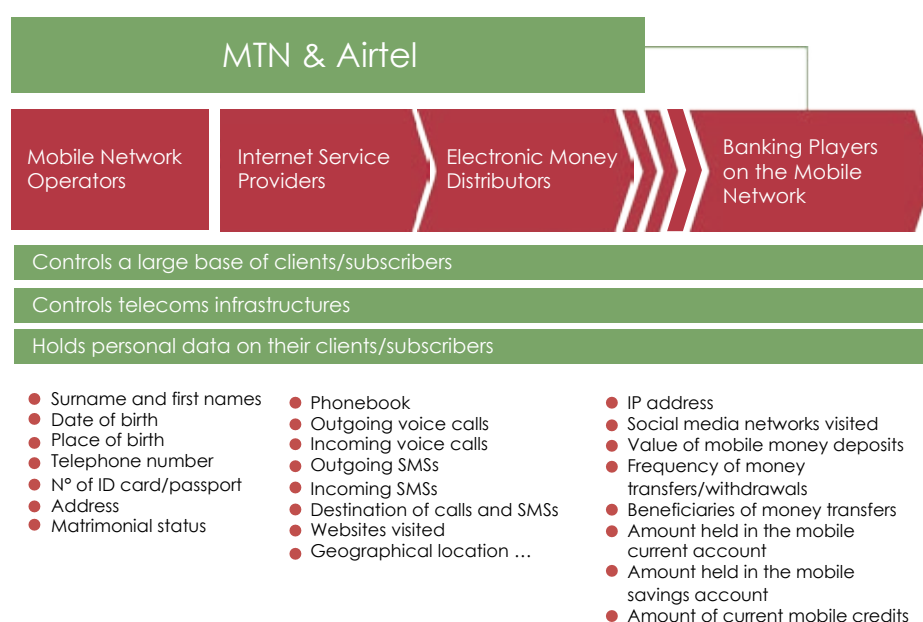 MTN & Airtel
Mobile Network
Operators
Internet Service
Providers
Electronic Money
Distributors
Banking Players
on the Mobile
Network
Controls a large base of clients/subscribers
Controls telecoms infrastructures
Holds personal data on their clients/subscribers
Surname and first names
Date of birth
Place of birth
Telephone number
N° of ID card/passport
Address
Matrimonial status
Phonebook
Outgoing voice calls
Incoming voice calls
Outgoing SMSs
Incoming SMSs
Destination of calls and SMSs
Websites visited
Geographical location ...
IP address
Social media networks visited
Value of mobile money deposits
Frequency of money
transfers/withdrawals
Beneficiaries of money transfers
Amount held in the mobile
current account
Amount held in the mobile
savings account
Amount of current mobile credits